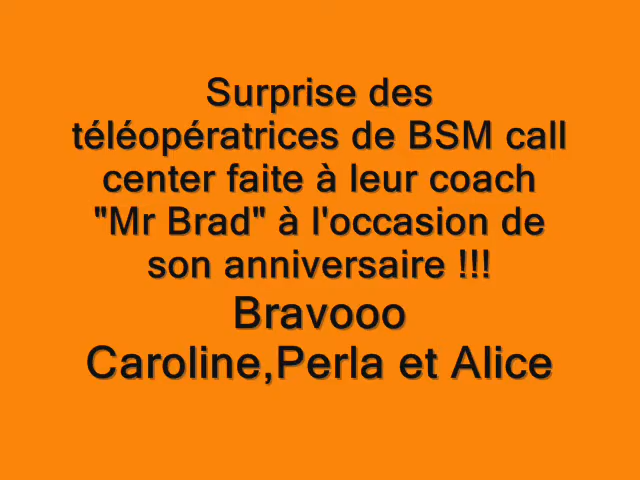 Surprise des
téléopératrices de BSM call
center faite à leur coach
"Mr Brad" à l'occasion de
son anniversaire !!!
Bravooo
Caroline,Perla et Alice